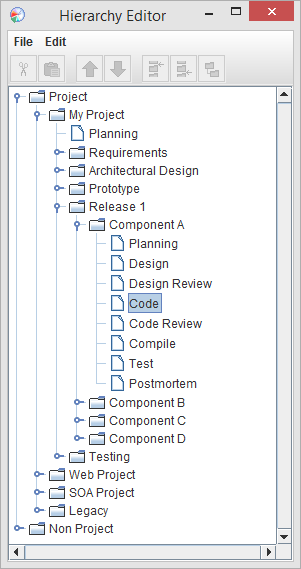 Hierarchy Editor
File Edit
Project
My Project
Planning
Requirements
Architectural Design
Prototype
Release 1
Component A
Planning
Design
Design Review
Code
Code Review
Compile
Test
Postmortem
Component B
Component C
Component D
Testing
Web Project
SOA Project
Legacy
Non Project